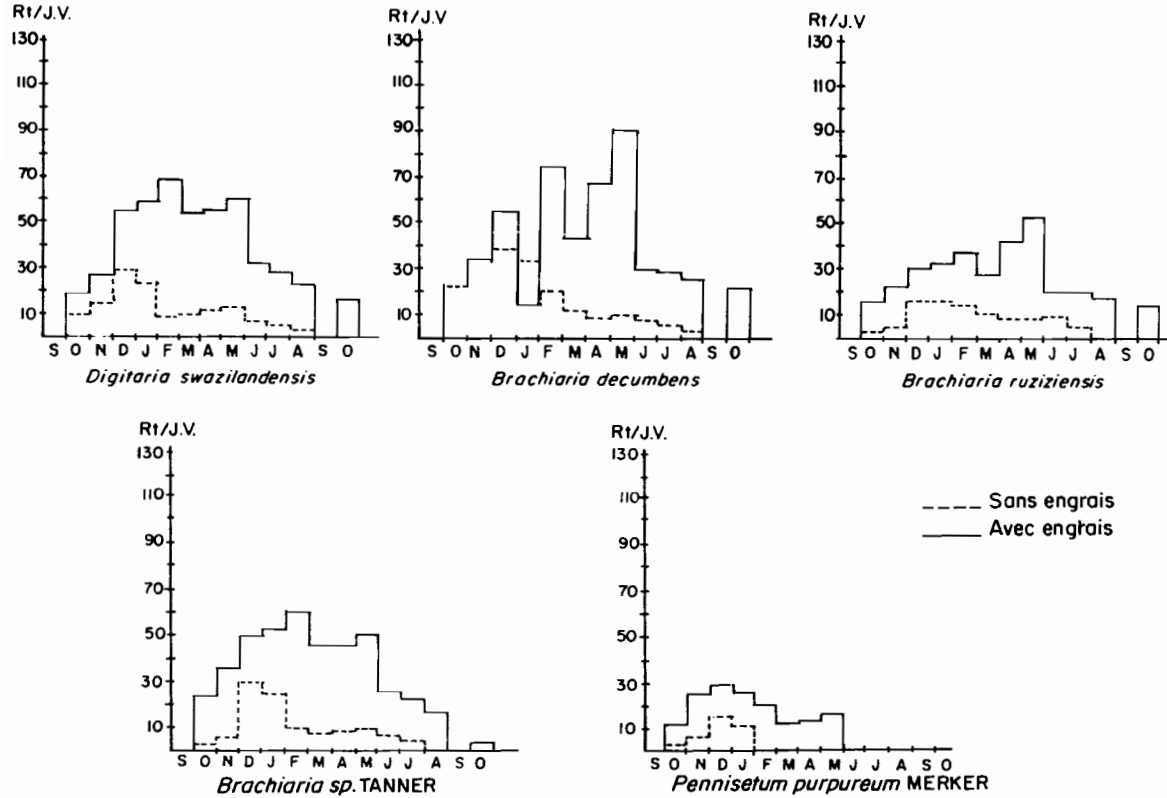 Rt/J.V.
130
110
90
70
50
30
10
S O N D J F M A M J J A S O
Digitaria swazilandensis
Rt/J.V
130
110
90
70
50
30
10
S O N D J F M A M J J A S O
Brachiaria decumbens
Rt/J.V.
130
110
90
70
50
30
10
S O N D J F M A M J J A S O
Brachiaria ruziziensis
Rt/J.V.
130
110
90
70
50
30
10
S O N D J F M A M J J A S O
Brachiaria sp. TANNER
Rt/J.V.
130
110
90
70
50
30
10
S O N D J F M A M J J J A S O
Pennisetum purpureum MERKER
Sans engrais
Avec engrais